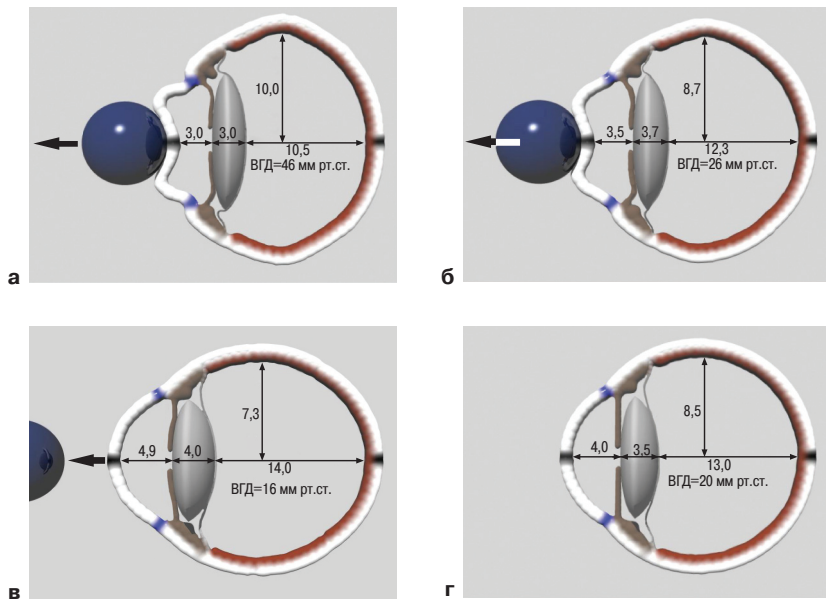 10,0
3,0 3,0
10,5
ВГД=46 мм рт.ст.
а
8,7
3,5 3,7
12,3
ВГД=26 мм рт.ст.
б
7,3
4,9 4,0
14,0
ВГД=16 мм рт.ст.
в
8,5
4,0 3,5
13,0
ВГД=20 мм рт.ст.
г